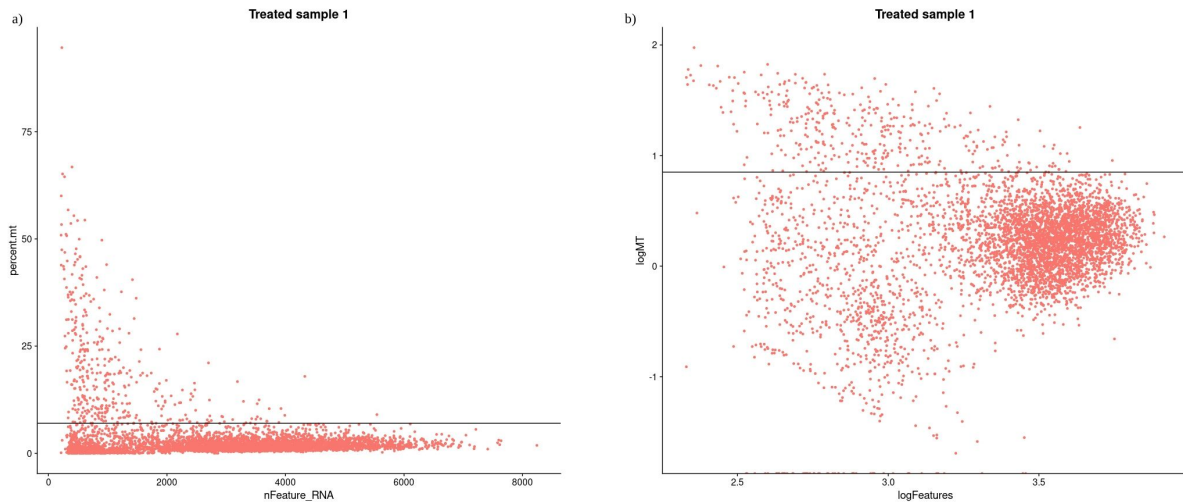 a)
Treated sample 1
percent.mt
75
50
25
0
0
2000
4000
6000
8000
nFeature_RNA
b)
Treated sample 1
logMT
2
1
0
-1
2.5
3.0
3.5
logFeatures